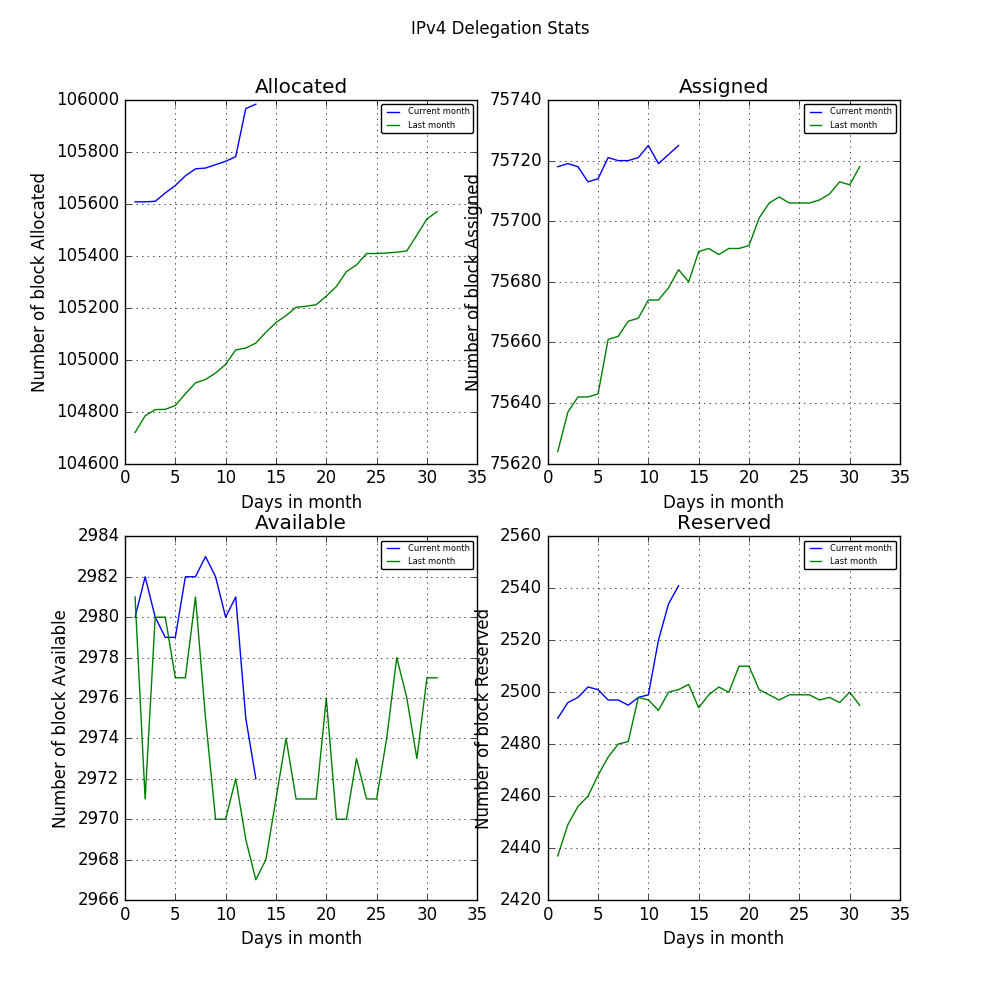 IPv4 Delegation Stats
Allocated
Number of block Allocated
106000
105800
105600
105400
105200
105000
104800
104600
Current month
Last month
0 5 10 15 20 25 30 35
Days in month
Assigned
Number of block Assigned
75740
75720
75700
75680
75660
75640
75620
Current month
Last month
0 5 10 15 20 25 30 35
Days in month
Available
Number of block Available
2984
2982
2980
2978
2976
2974
2972
2970
2968
2966
Current month
Last month
0 5 10 15 20 25 30 35
Days in month
Reserved
Number of block Reserved
2560
2540
2520
2500
2480
2460
2440
2420
Current month
Last month
0 5 10 15 20 25 30 35
Days in month